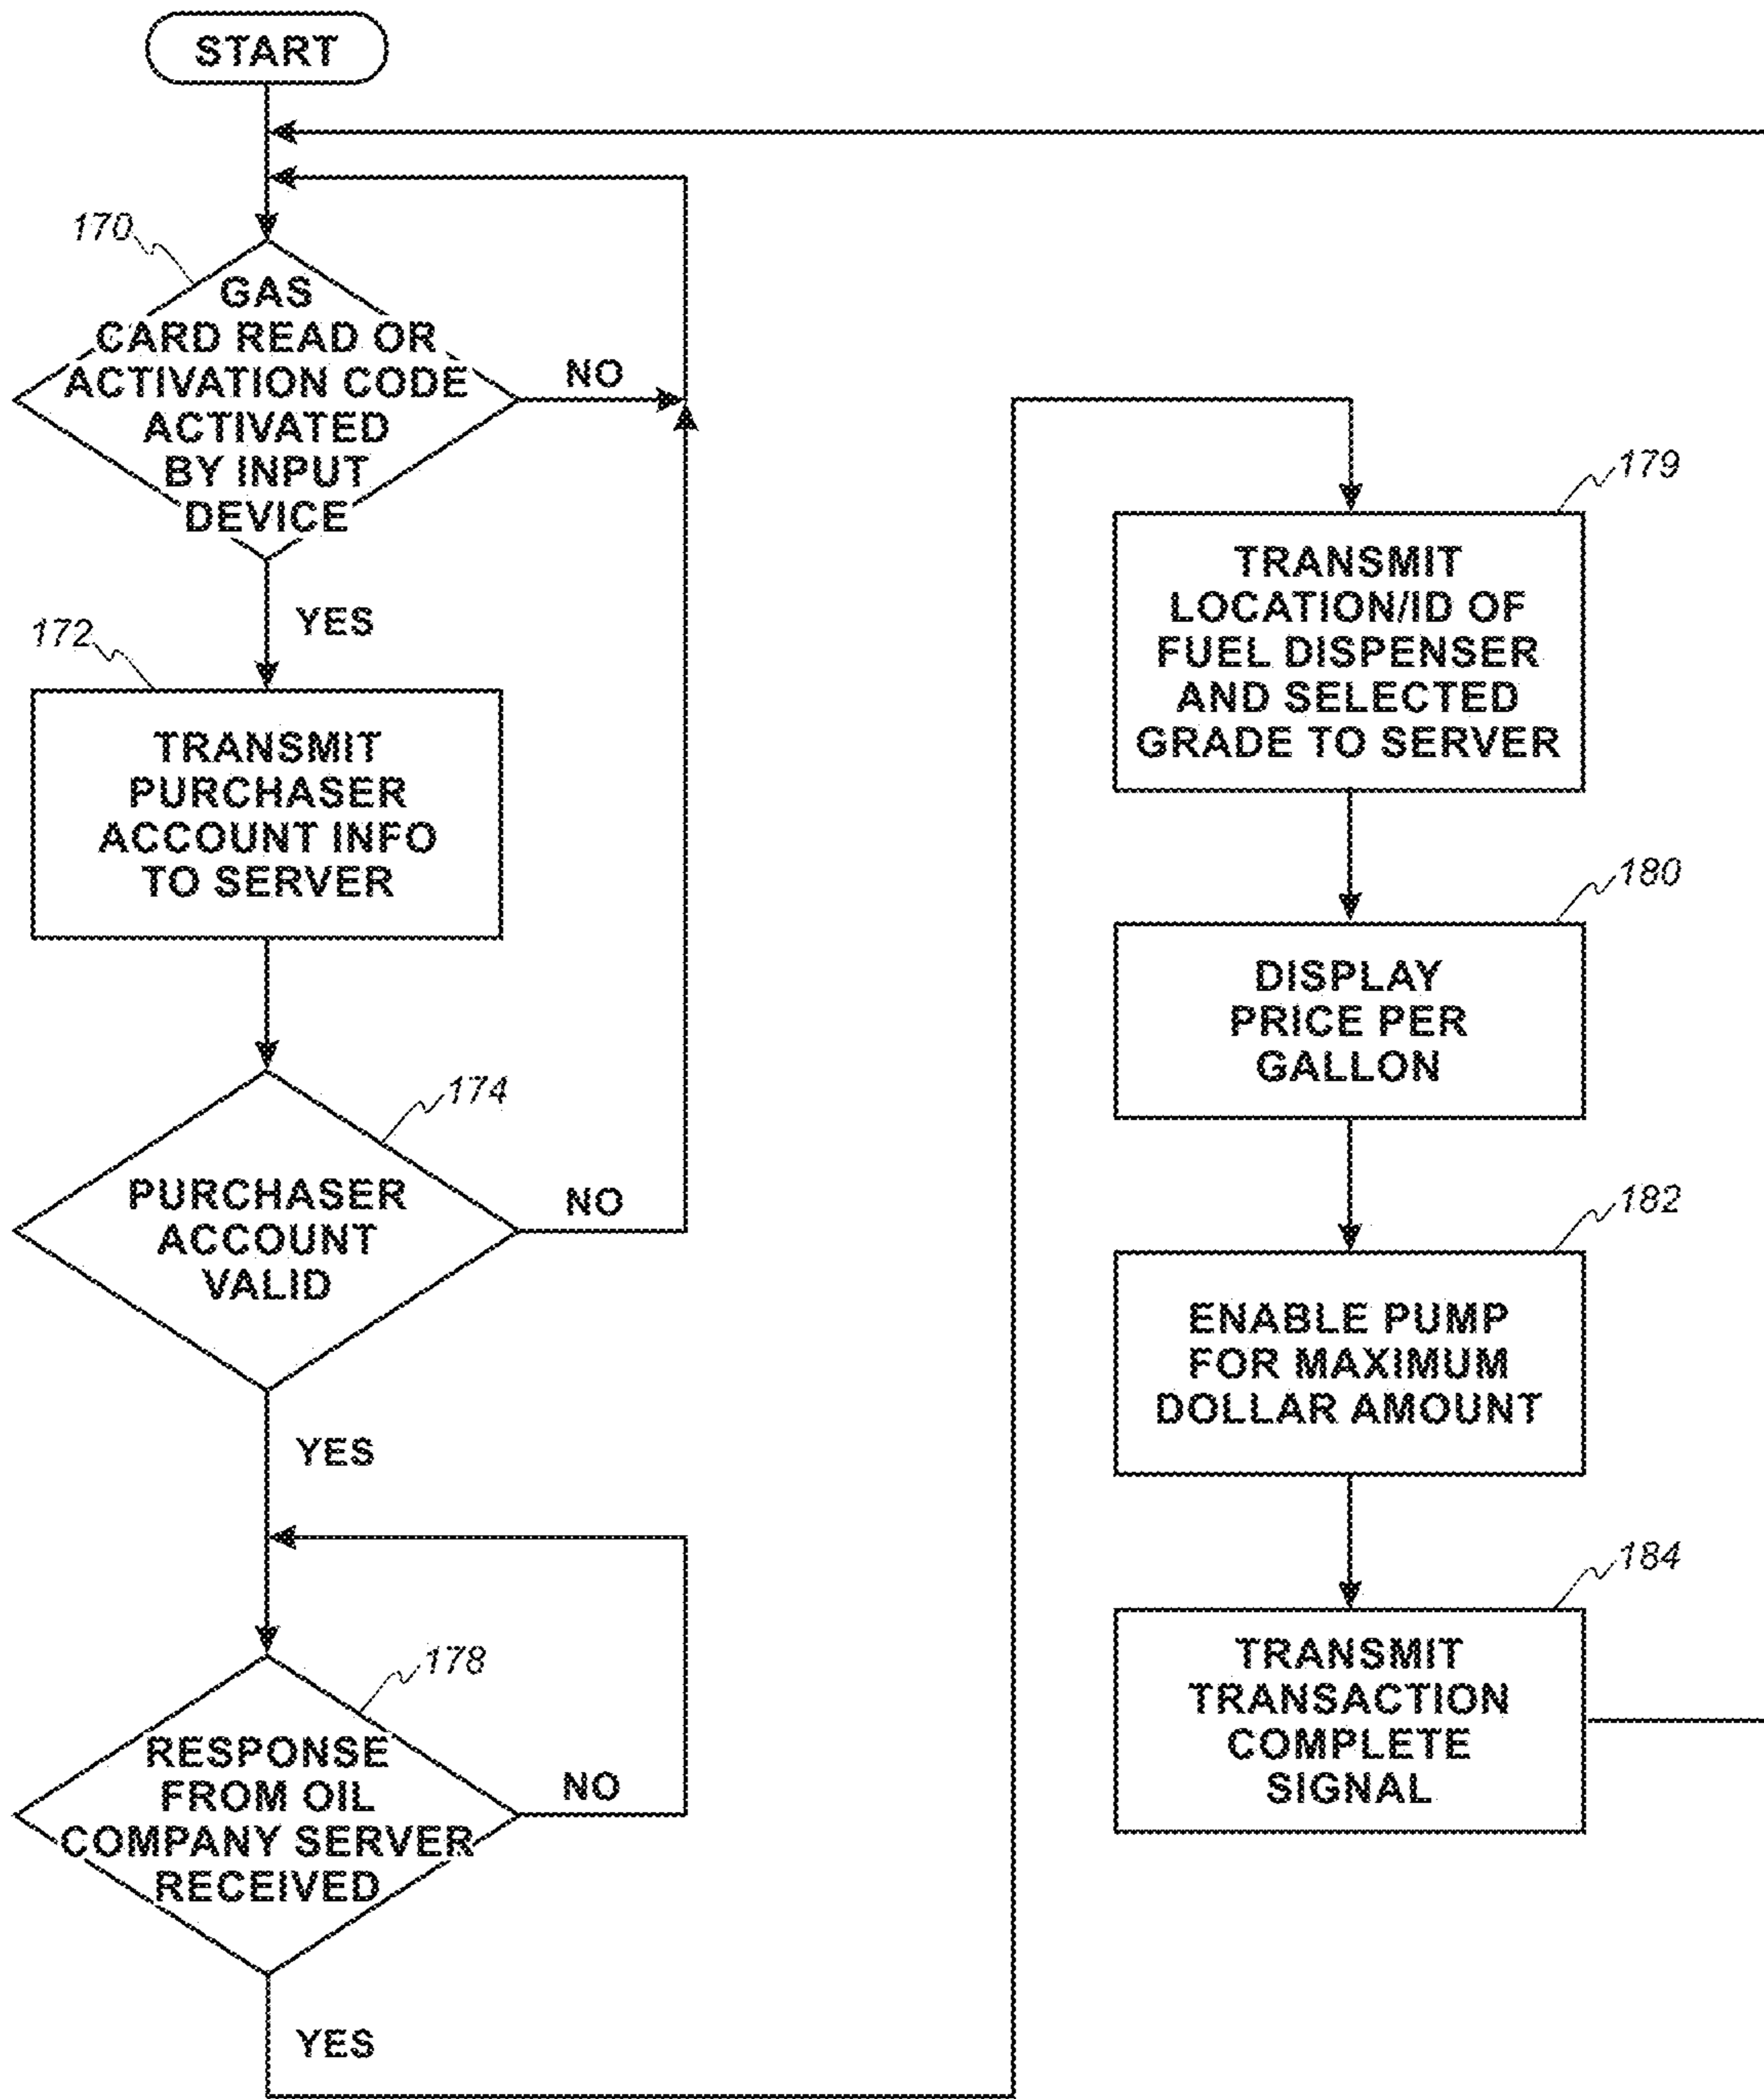 START
170
GAS
CARD READ OR
ACTIVATION CODE
ACTIVATED
BY INPUT
DEVICE
NO
YES
172
TRANSMIT
PURCHASER
ACCOUNT INFO
TO SERVER
174
PURCHASER
ACCOUNT
VALID
NO
YES
178
RESPONSE
FROM OIL
COMPANY SERVER
RECEIVED
NO
YES
179
TRANSMIT
LOCATION/ID OF
FUEL DISPENSER
AND SELECTED
GRADE TO SERVER
180
DISPLAY
PRICE PER
GALLON
182
ENABLE PUMP
FOR MAXIMUM
DOLLAR AMOUNT
184
TRANSMIT
TRANSACTION
COMPLETE
SIGNAL